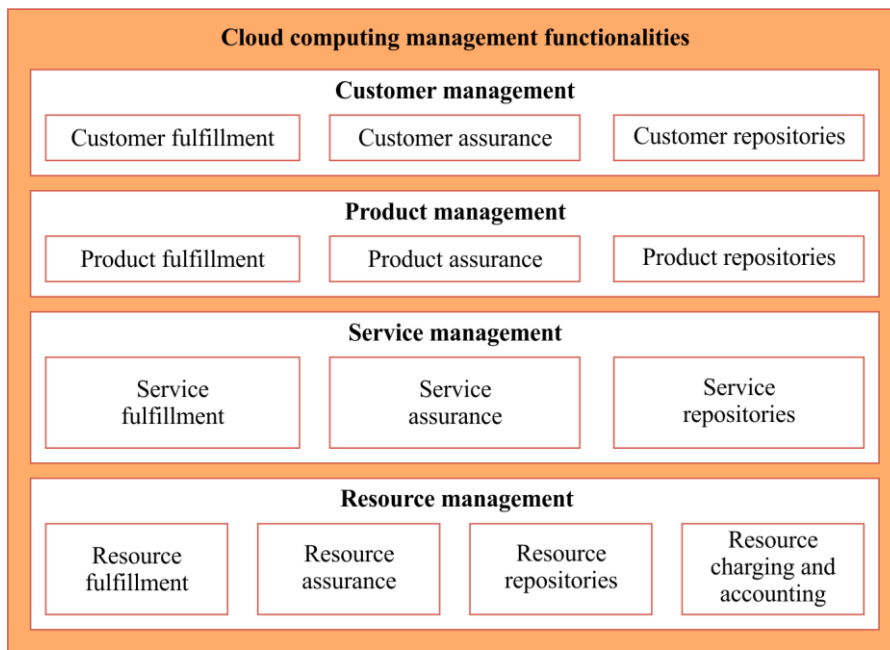 Cloud computing management functionalities
Customer management
Customer fulfillment
Customer assurance
Customer repositories
Product management
Product fulfillment
Product assurance
Product repositories
Service management
Service
fulfillment
Service
assurance
Service
repositories
Resource management
Resource
fulfillment
Resource
assurance
Resource
repositories
Resource
charging and
accounting